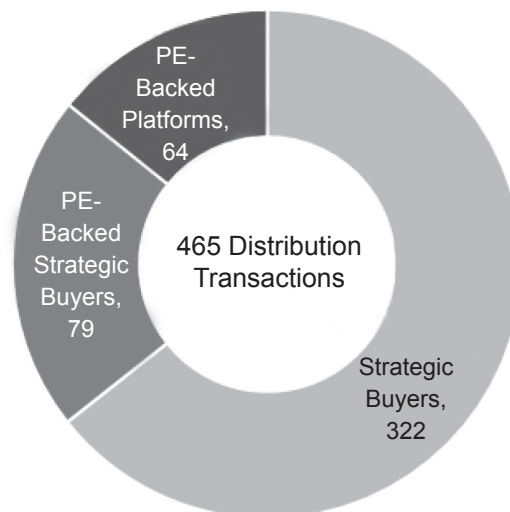 PE-
Backed
Platforms,
64
PE-
Backed
Strategic
Buyers,
79
465 Distribution
Transactions
Strategic
Buyers,
322